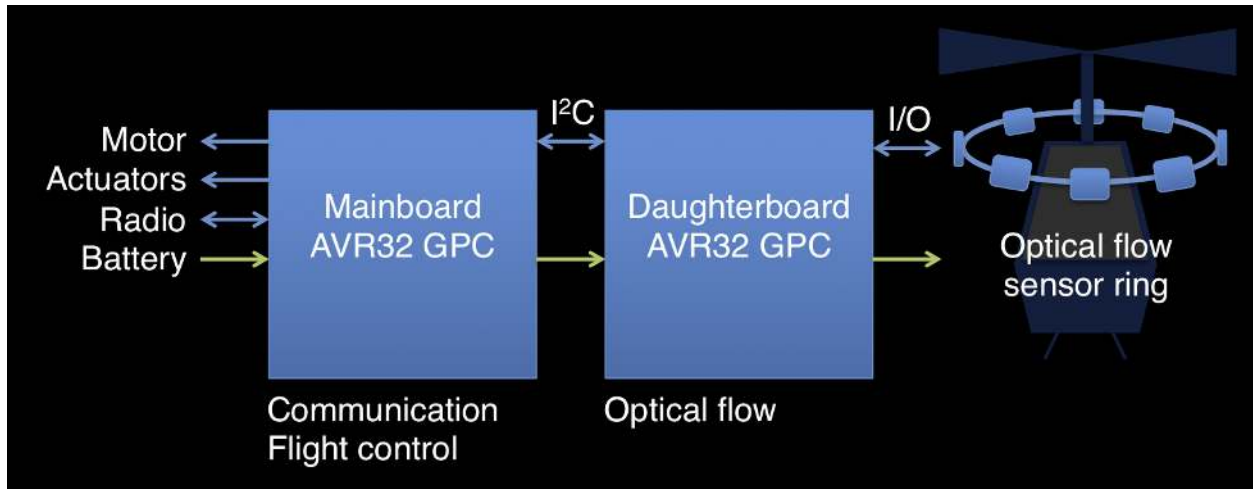 Motor
Actuators
Radio
Battery
Mainboard
AVR32 GPC
Communication
Flight control
I²C
Daughterboard
AVR32 GPC
Optical flow
I/O
Optical flow
sensor ring